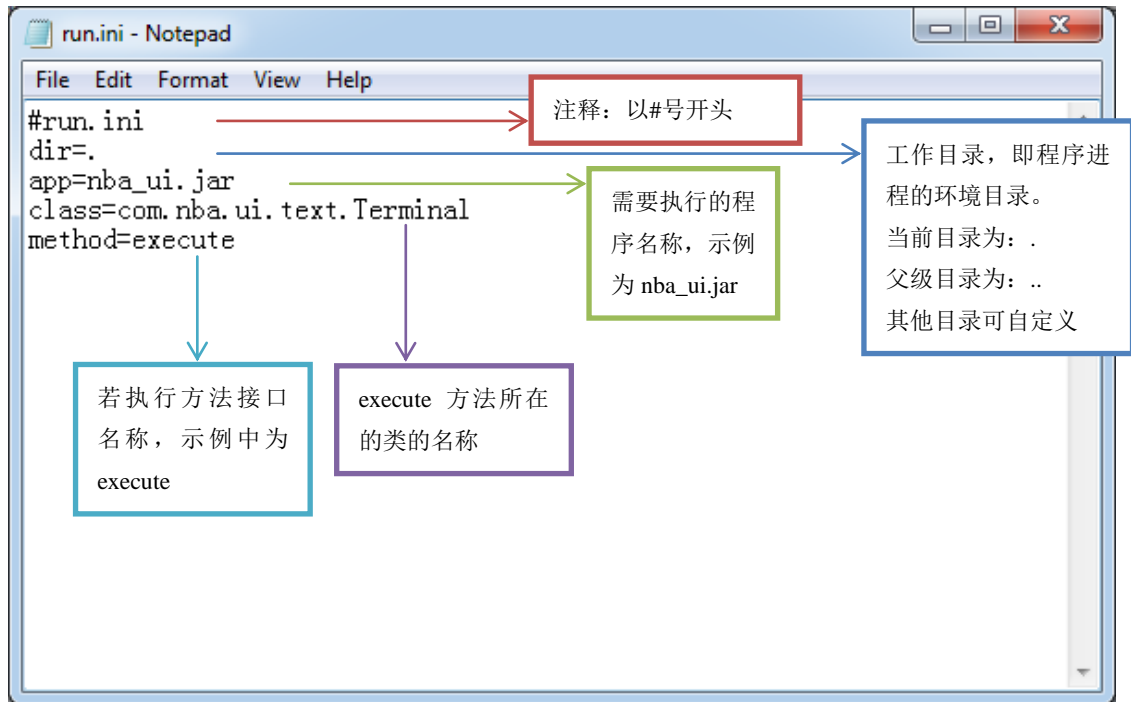 run.ini - Notepad
File Edit Format View Help
#run.ini
dir=.
app=nba_ui.jar
class=com.nba.ui.text.Terminal
method=execute
注释：以#号开头
工作目录，即程序进
程的环境目录。
当前目录为：.
父级目录为：..
其他目录可自定义
需要执行的程
序名称，示例
为 nba_ui.jar
若执行方法接口
名称，示例中为
execute
execute 方法所在
的类的名称